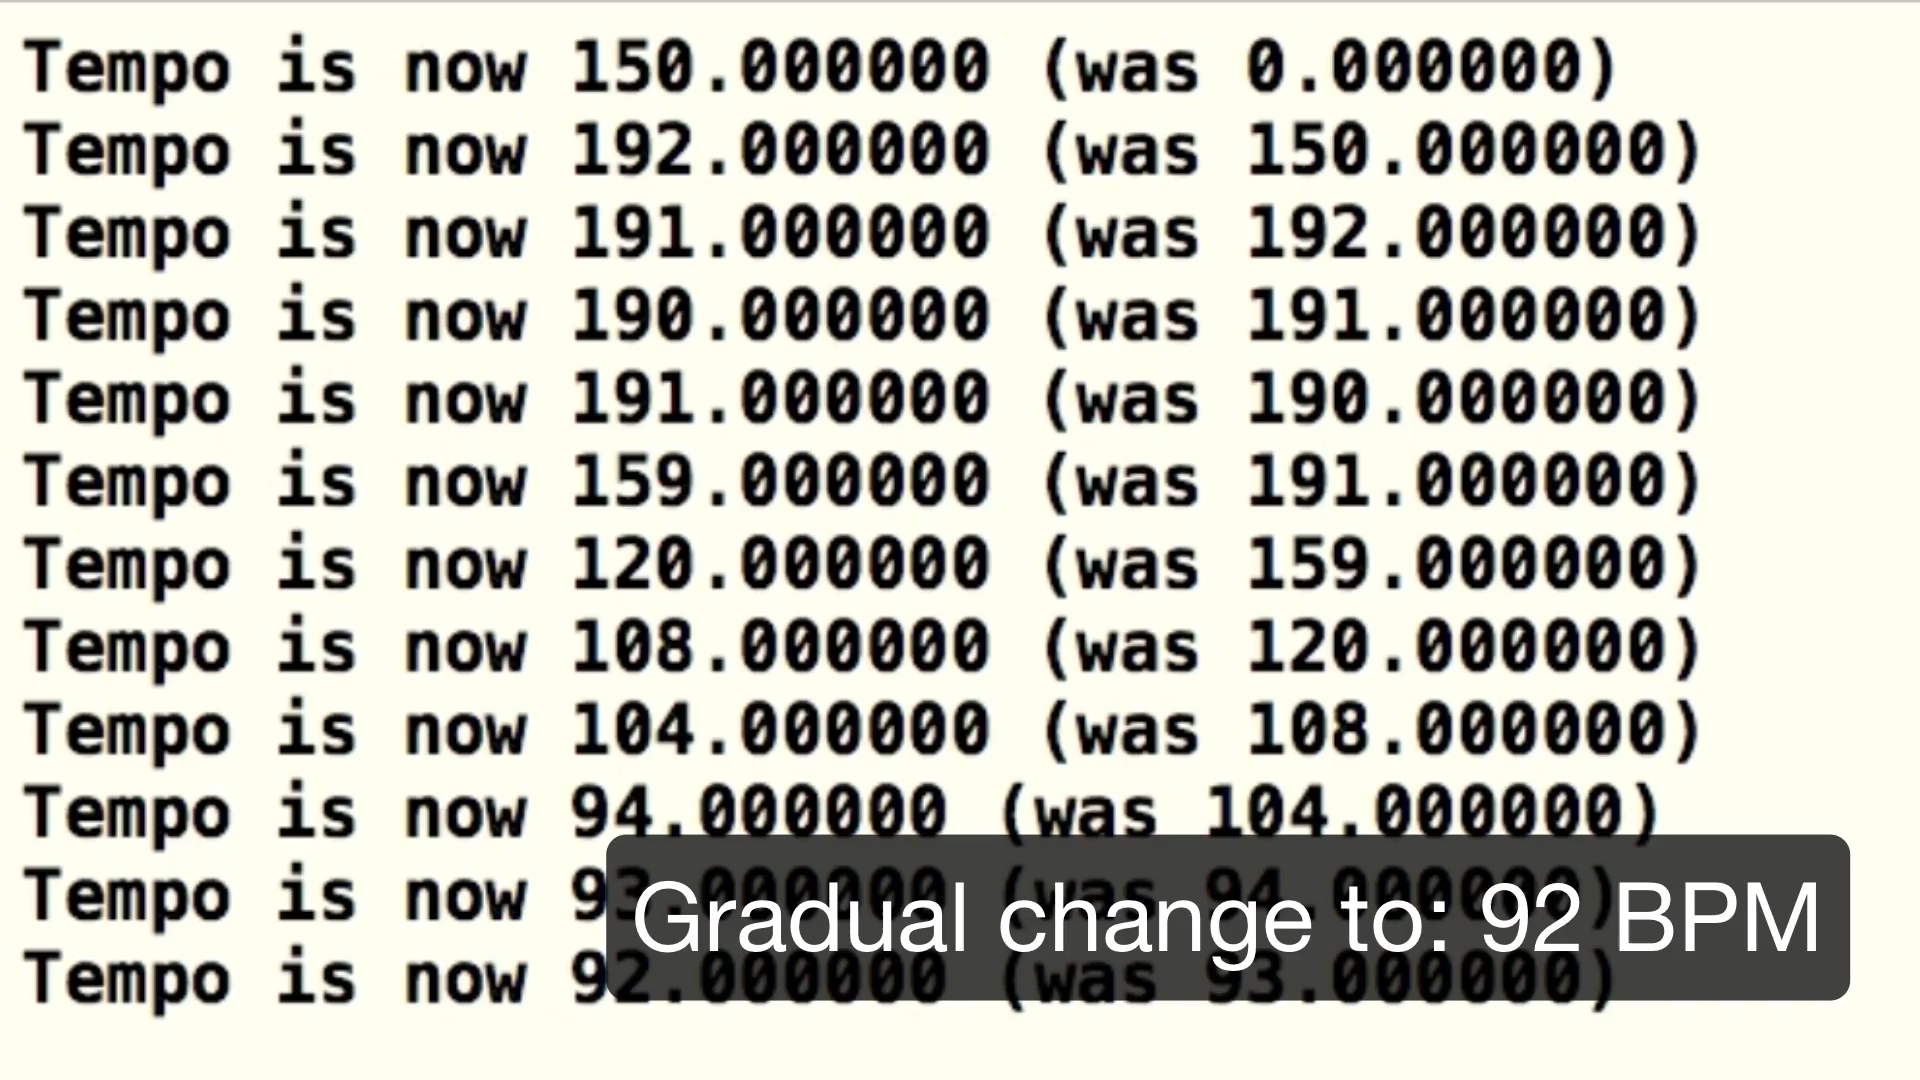 Tempo is now 150.000000 (was 0.000000)
Tempo is now 192.000000 (was 150.000000)
Tempo is now 191.000000 (was 192.000000)
Tempo is now 190.000000 (was 191.000000)
Tempo is now 191.000000 (was 190.000000)
Tempo is now 159.000000 (was 191.000000)
Tempo is now 120.000000 (was 159.000000)
Tempo is now 108.000000 (was 120.000000)
Tempo is now 104.000000 (was 108.000000)
Tempo is now 94.000000 (was 104.000000)
Tempo is now 93.000000 (was 94.000000)
Gradual change to: 92 BPM
Tempo is now 92.000000 (was 93.000000)